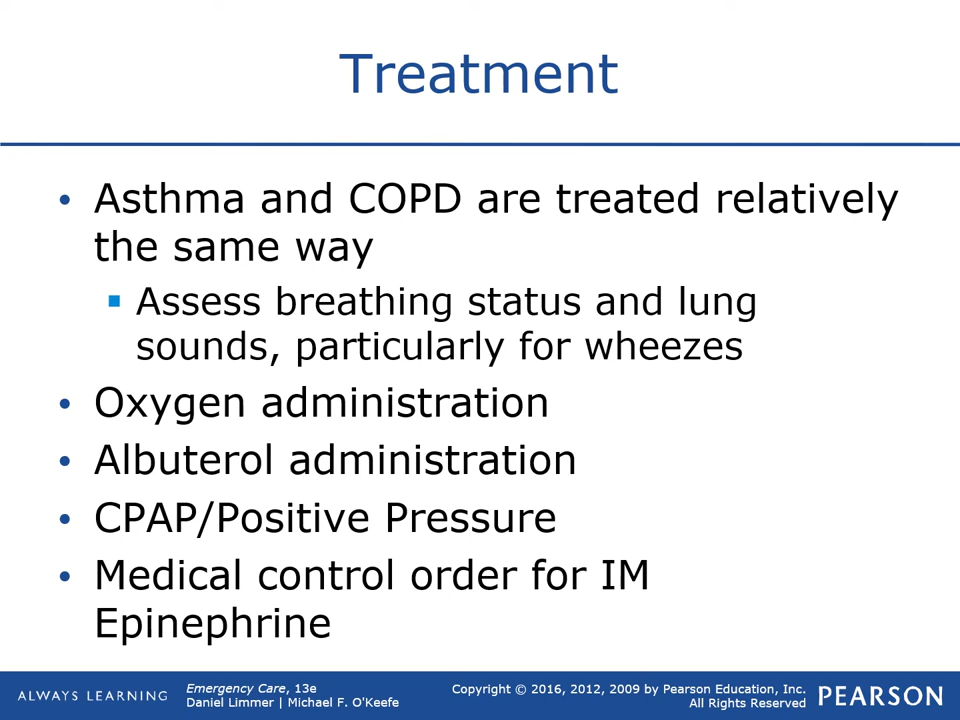 Treatment
• Asthma and COPD are treated relatively
the same way
▪ Assess breathing status and lung
sounds, particularly for wheezes
• Oxygen administration
• Albuterol administration
• CPAP/Positive Pressure
• Medical control order for IM
Epinephrine
ALWAYS LEARNING
Emergency Care, 13e
Daniel Limmer | Michael F. O'Keefe
Copyright © 2016, 2012, 2009 by Pearson Education, Inc.
All Rights Reserved
PEARSON